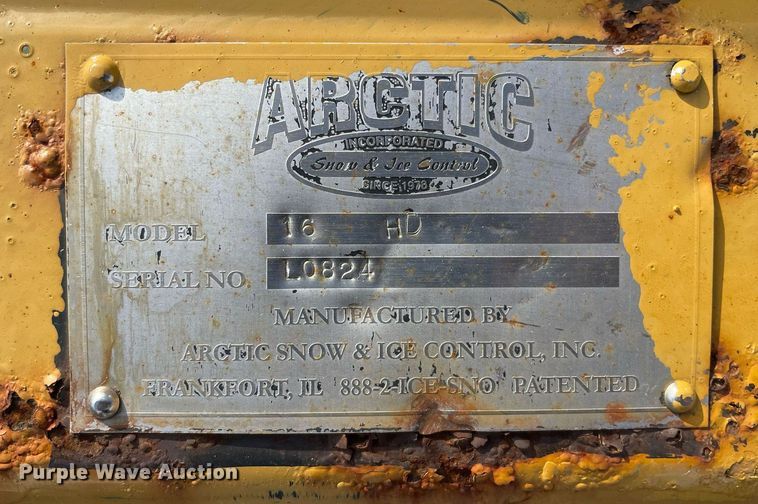 ARCTIC
INCORPORATED
Snow & Ice Control
SINCE 1978
MODEL 16 HD
SERIAL NO. L0824
MANUFACTURED BY
ARCTIC SNOW & ICE CONTROL, INC.
FRANKFORT, IL 888-2-ICE-SNO PATENTED
Purple Wave Auction